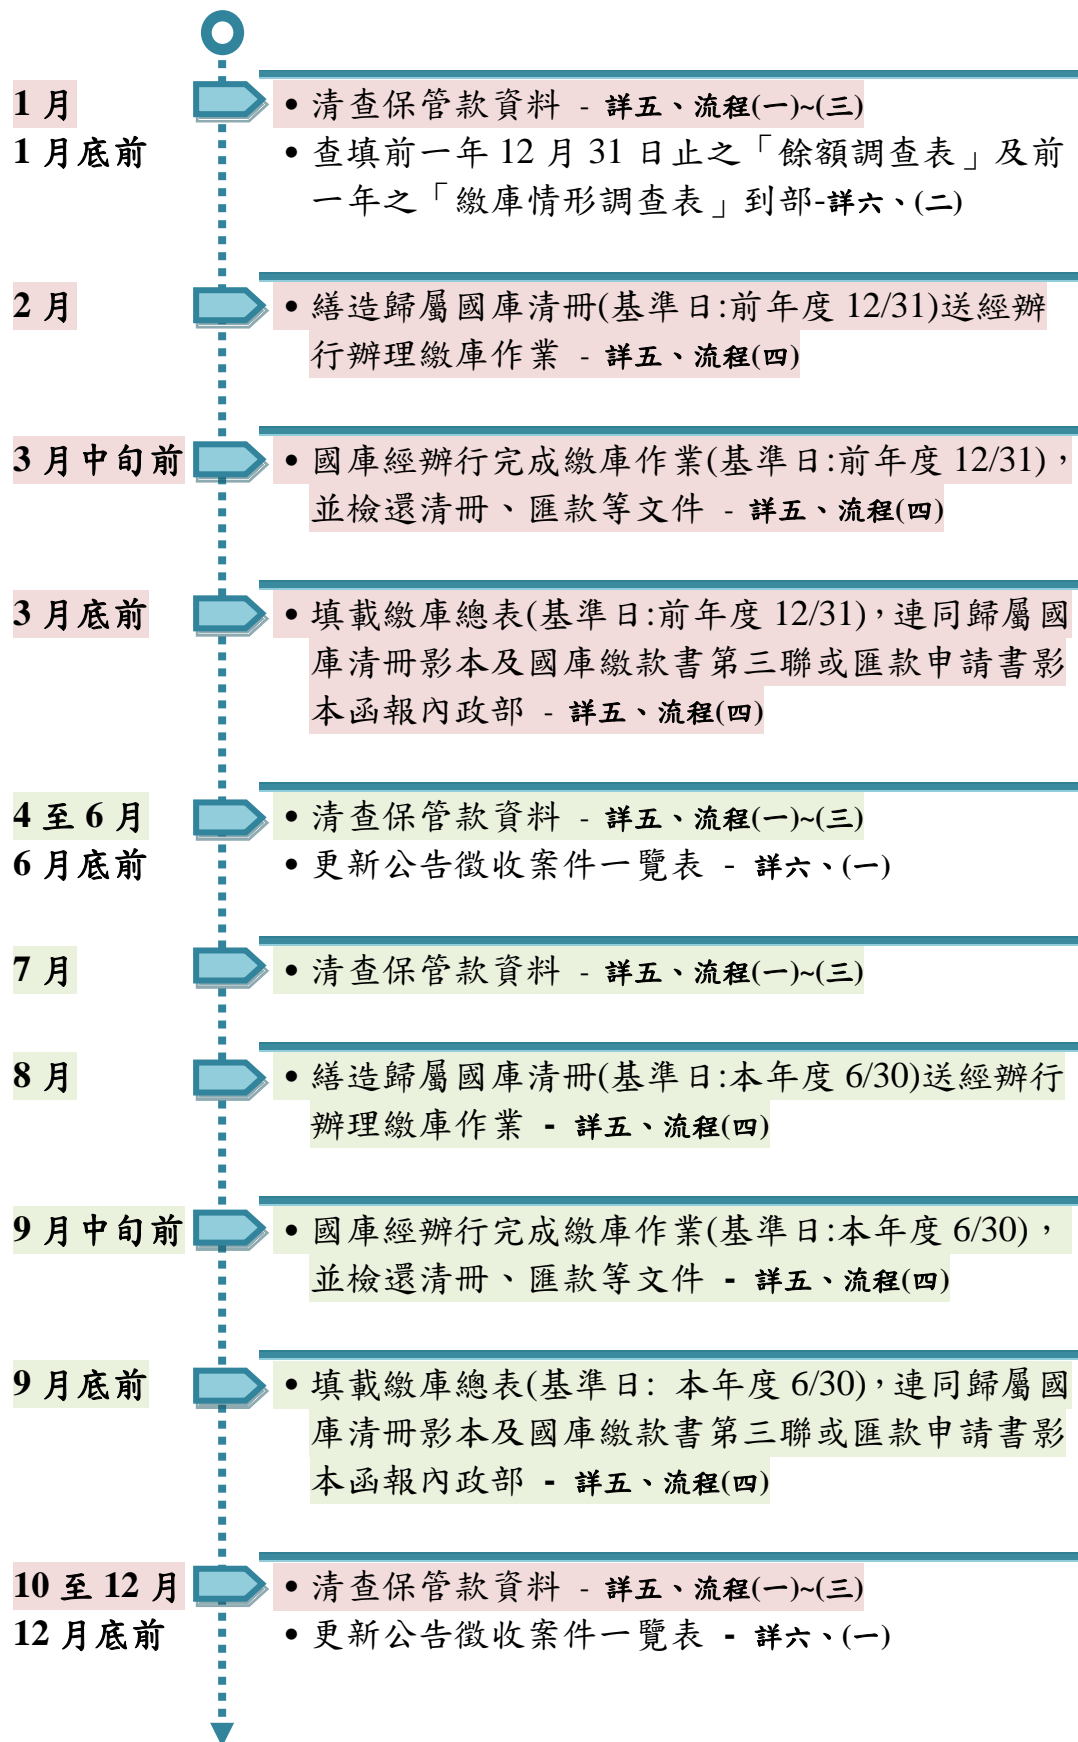 1 月 • 清查保管款資料 - 詳五、流程(一)~(三)
1 月底前 • 查填前一年 12 月 31 日止之「餘額調查表」及前
一年之「繳庫情形調查表」到部-詳六、(二)
2 月 • 繕造歸屬國庫清冊(基準日:前年度 12/31)送經辦
行辦理繳庫作業 - 詳五、流程(四)
3 月中旬前 • 國庫經辦行完成繳庫作業(基準日:前年度 12/31)，
並檢還清冊、匯款等文件 - 詳五、流程(四)
3 月底前 • 填載繳庫總表(基準日:前年度 12/31)，連同歸屬國
庫清冊影本及國庫繳款書第三聯或匯款申請書影
本函報內政部 - 詳五、流程(四)
4 至 6 月 • 清查保管款資料 - 詳五、流程(一)~(三)
6 月底前 • 更新公告徵收案件一覽表 - 詳六、(一)
7 月 • 清查保管款資料 - 詳五、流程(一)~(三)
8 月 • 繕造歸屬國庫清冊(基準日:本年度 6/30)送經辦行
辦理繳庫作業 - 詳五、流程(四)
9 月中旬前 • 國庫經辦行完成繳庫作業(基準日:本年度 6/30)，
並檢還清冊、匯款等文件 - 詳五、流程(四)
9 月底前 • 填載繳庫總表(基準日: 本年度 6/30)，連同歸屬國
庫清冊影本及國庫繳款書第三聯或匯款申請書影
本函報內政部 - 詳五、流程(四)
10 至 12 月 • 清查保管款資料 - 詳五、流程(一)~(三)
12 月底前 • 更新公告徵收案件一覽表 - 詳六、(一)